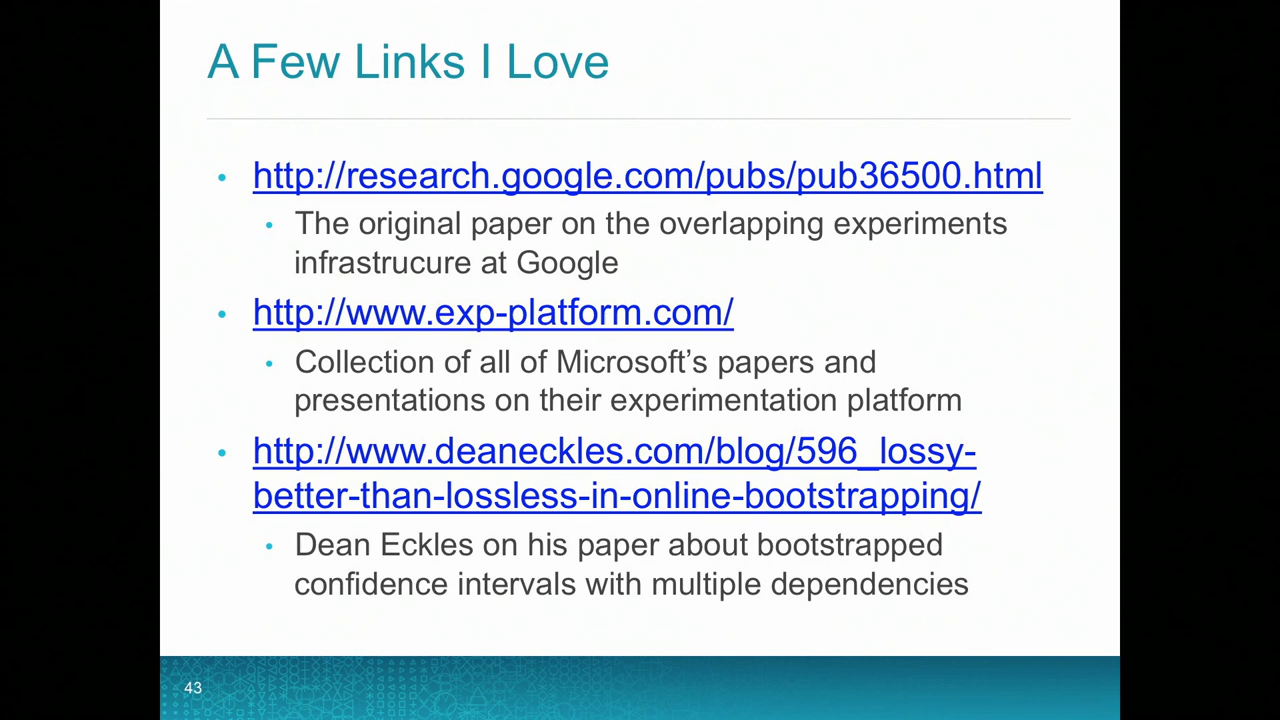 A Few Links I Love
• http://research.google.com/pubs/pub36500.html
• The original paper on the overlapping experiments
infrastrucure at Google
• http://www.exp-platform.com/
• Collection of all of Microsoft’s papers and
presentations on their experimentation platform
• http://www.deaneckles.com/blog/596_lossy-
better-than-lossless-in-online-bootstrapping/
• Dean Eckles on his paper about bootstrapped
confidence intervals with multiple dependencies
43